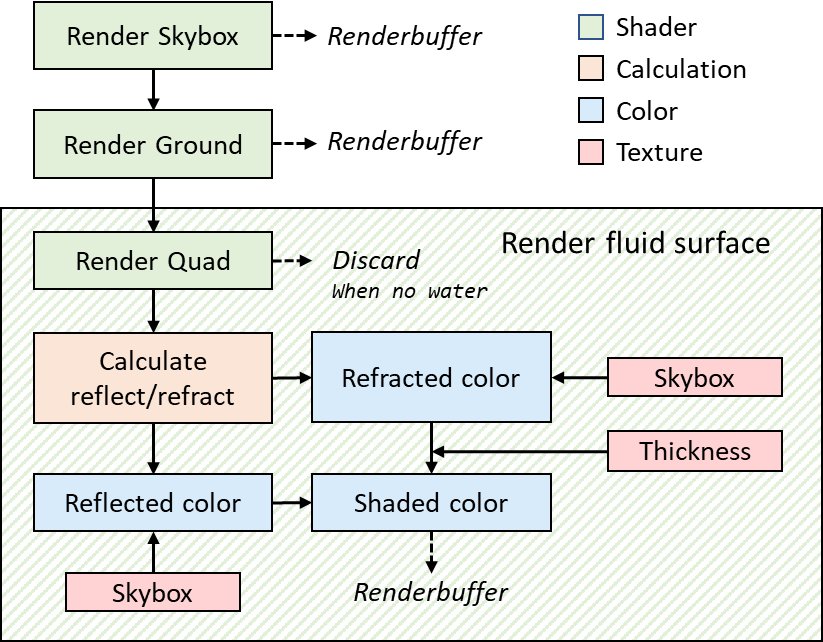 Render Skybox
Renderbuffer
Shader
Calculation
Color
Texture
Render Ground
Renderbuffer
Render fluid surface
Render Quad
Discard
When no water
Calculate
reflect/refract
Refracted color
Skybox
Thickness
Reflected color
Shaded color
Skybox
Renderbuffer